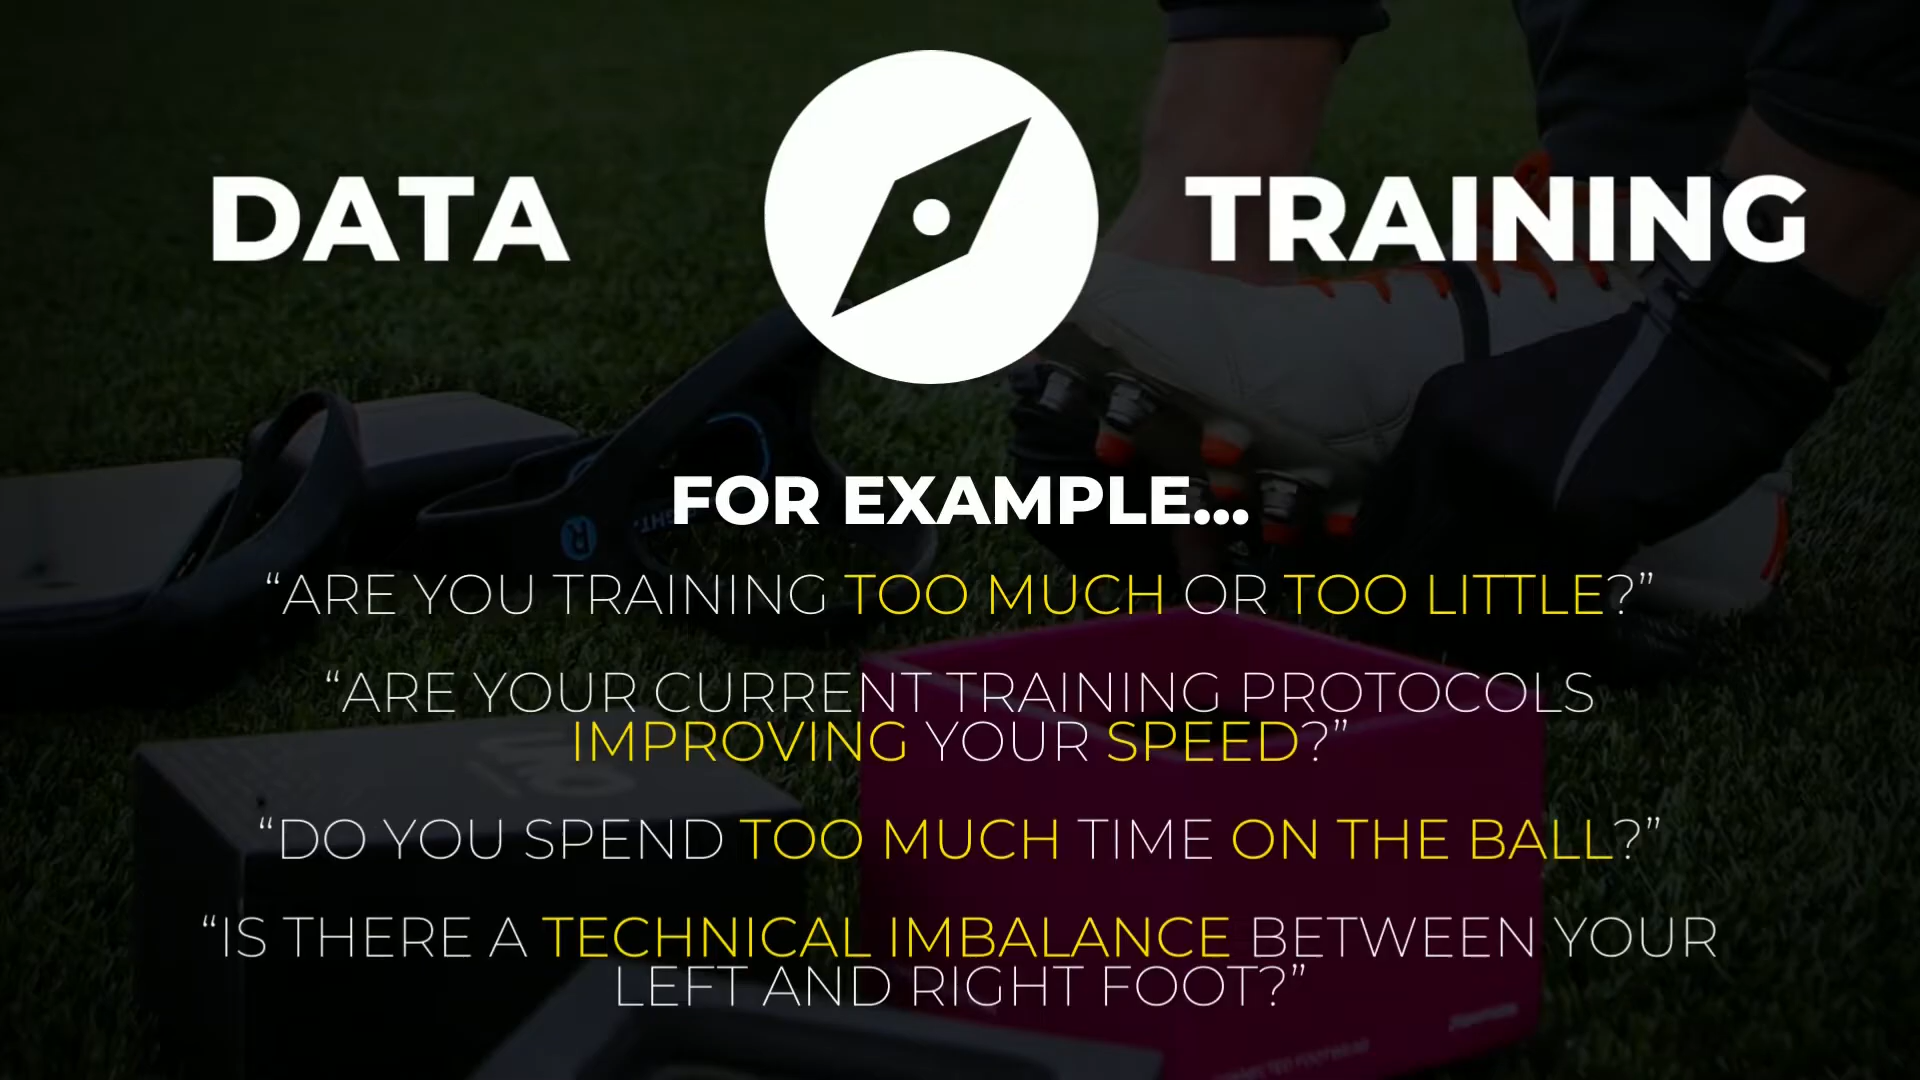 DATA TRAINING
FOR EXAMPLE...
“ARE YOU TRAINING TOO MUCH OR TOO LITTLE?”
“ARE YOUR CURRENT TRAINING PROTOCOLS
IMPROVING YOUR SPEED?”
“DO YOU SPEND TOO MUCH TIME ON THE BALL?”
“IS THERE A TECHNICAL IMBALANCE BETWEEN YOUR
LEFT AND RIGHT FOOT?”
R